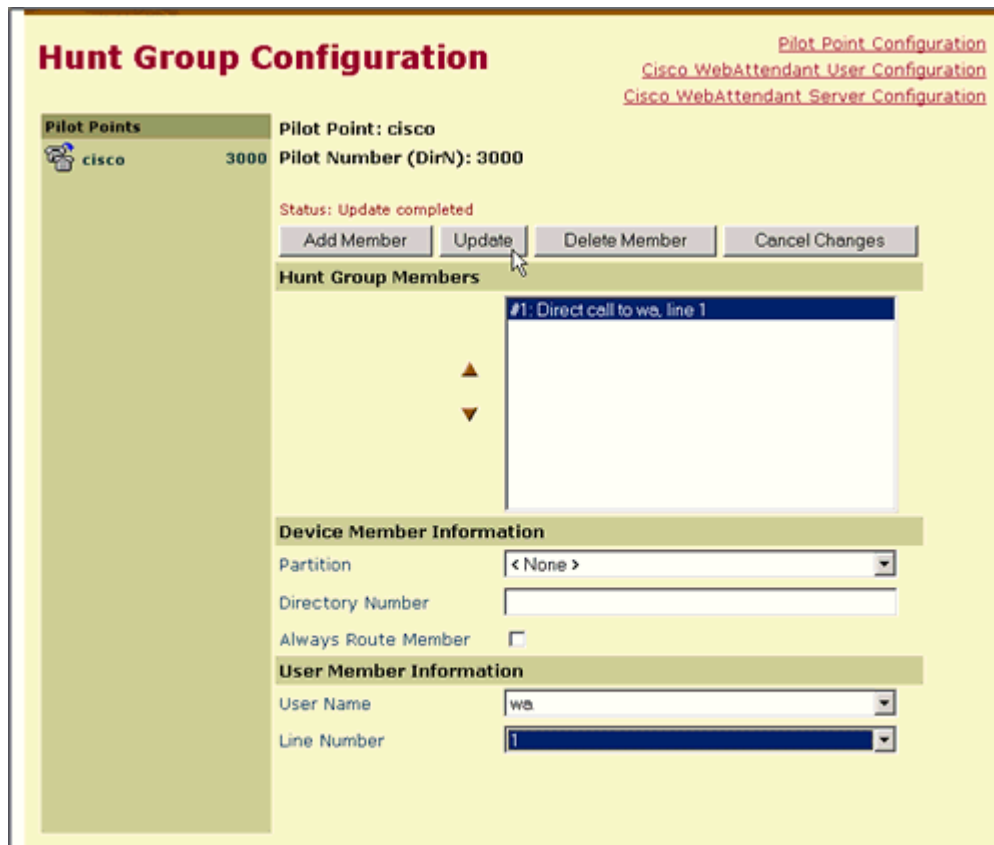 Hunt Group Configuration
Pilot Point Configuration
Cisco WebAttendant User Configuration
Cisco WebAttendant Server Configuration
Pilot Points
cisco 3000
Pilot Point: cisco
Pilot Number (DirN): 3000
Status: Update completed
Add Member Update Delete Member Cancel Changes
Hunt Group Members
#1: Direct call to wa, line 1
Device Member Information
Partition < None >
Directory Number
Always Route Member
User Member Information
User Name wa
Line Number 1